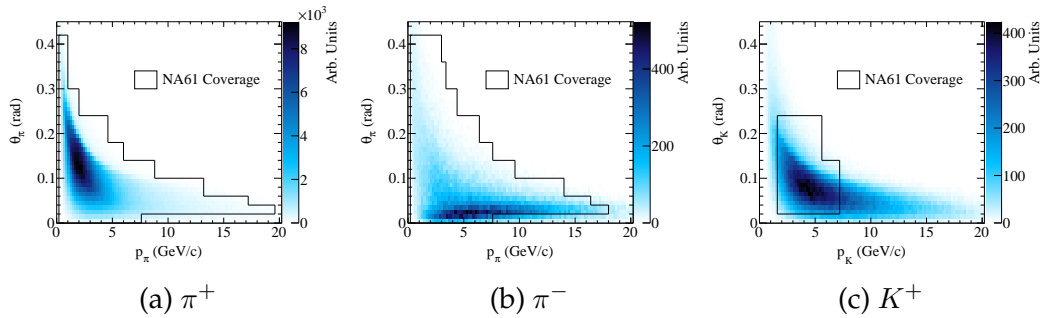 0.4
0.3
0.2
0.1
0
θπ (rad)
0 5 10 15 20
pπ (GeV/c)
NA61 Coverage
×10³
8
6
4
2
0
Arb. Units
(a) π⁺
0.4
0.3
0.2
0.1
0
θπ (rad)
0 5 10 15 20
pπ (GeV/c)
NA61 Coverage
400
200
0
Arb. Units
(b) π⁻
0.4
0.3
0.2
0.1
0
θK (rad)
0 5 10 15 20
pK (GeV/c)
NA61 Coverage
400
300
200
100
0
Arb. Units
(c) K⁺